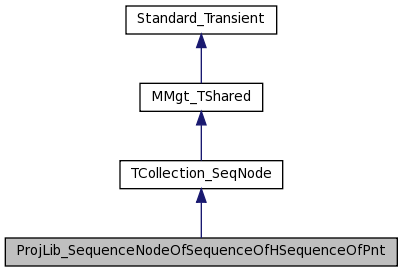 Standard_Transient
MMgt_TShared
TCollection_SeqNode
ProjLib_SequenceNodeOfSequenceOfHSequenceOfPnt